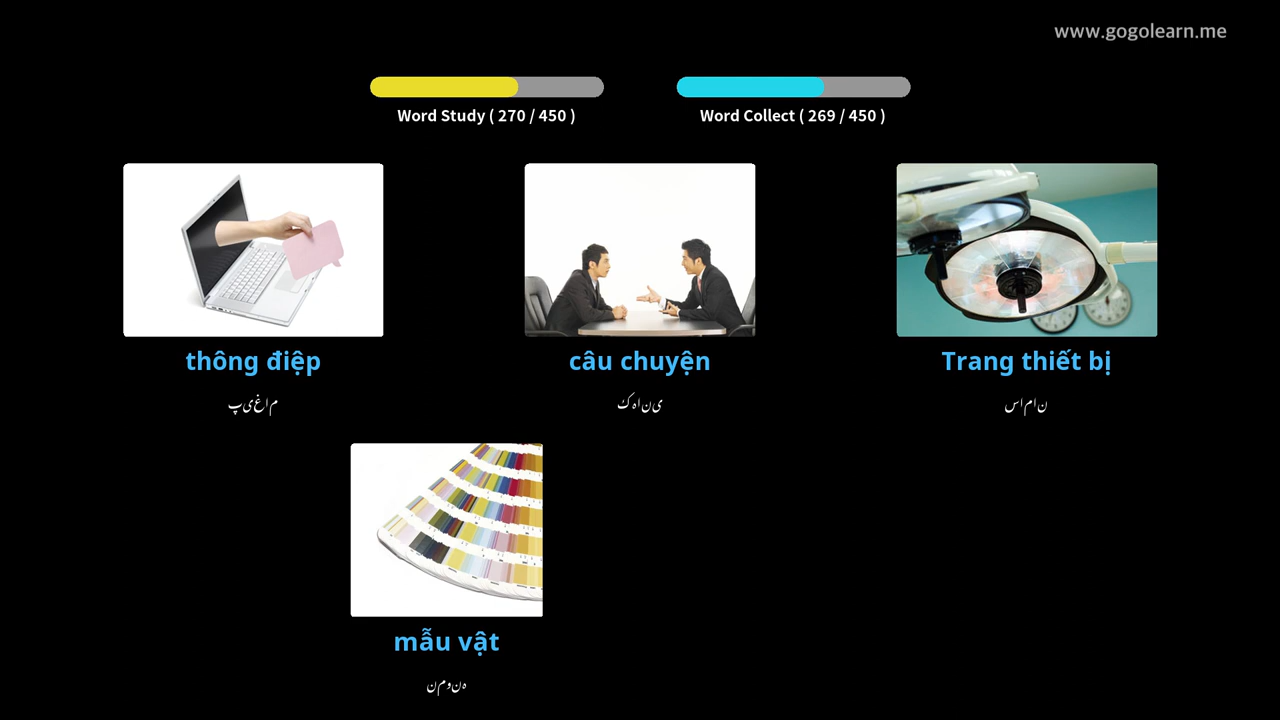 www.gogolearn.me
Word Study ( 270 / 450 )
Word Collect ( 269 / 450 )
thông điệp
پیغام
câu chuyện
کہانی
Trang thiết bị
سامان
mẫu vật
نمونہ